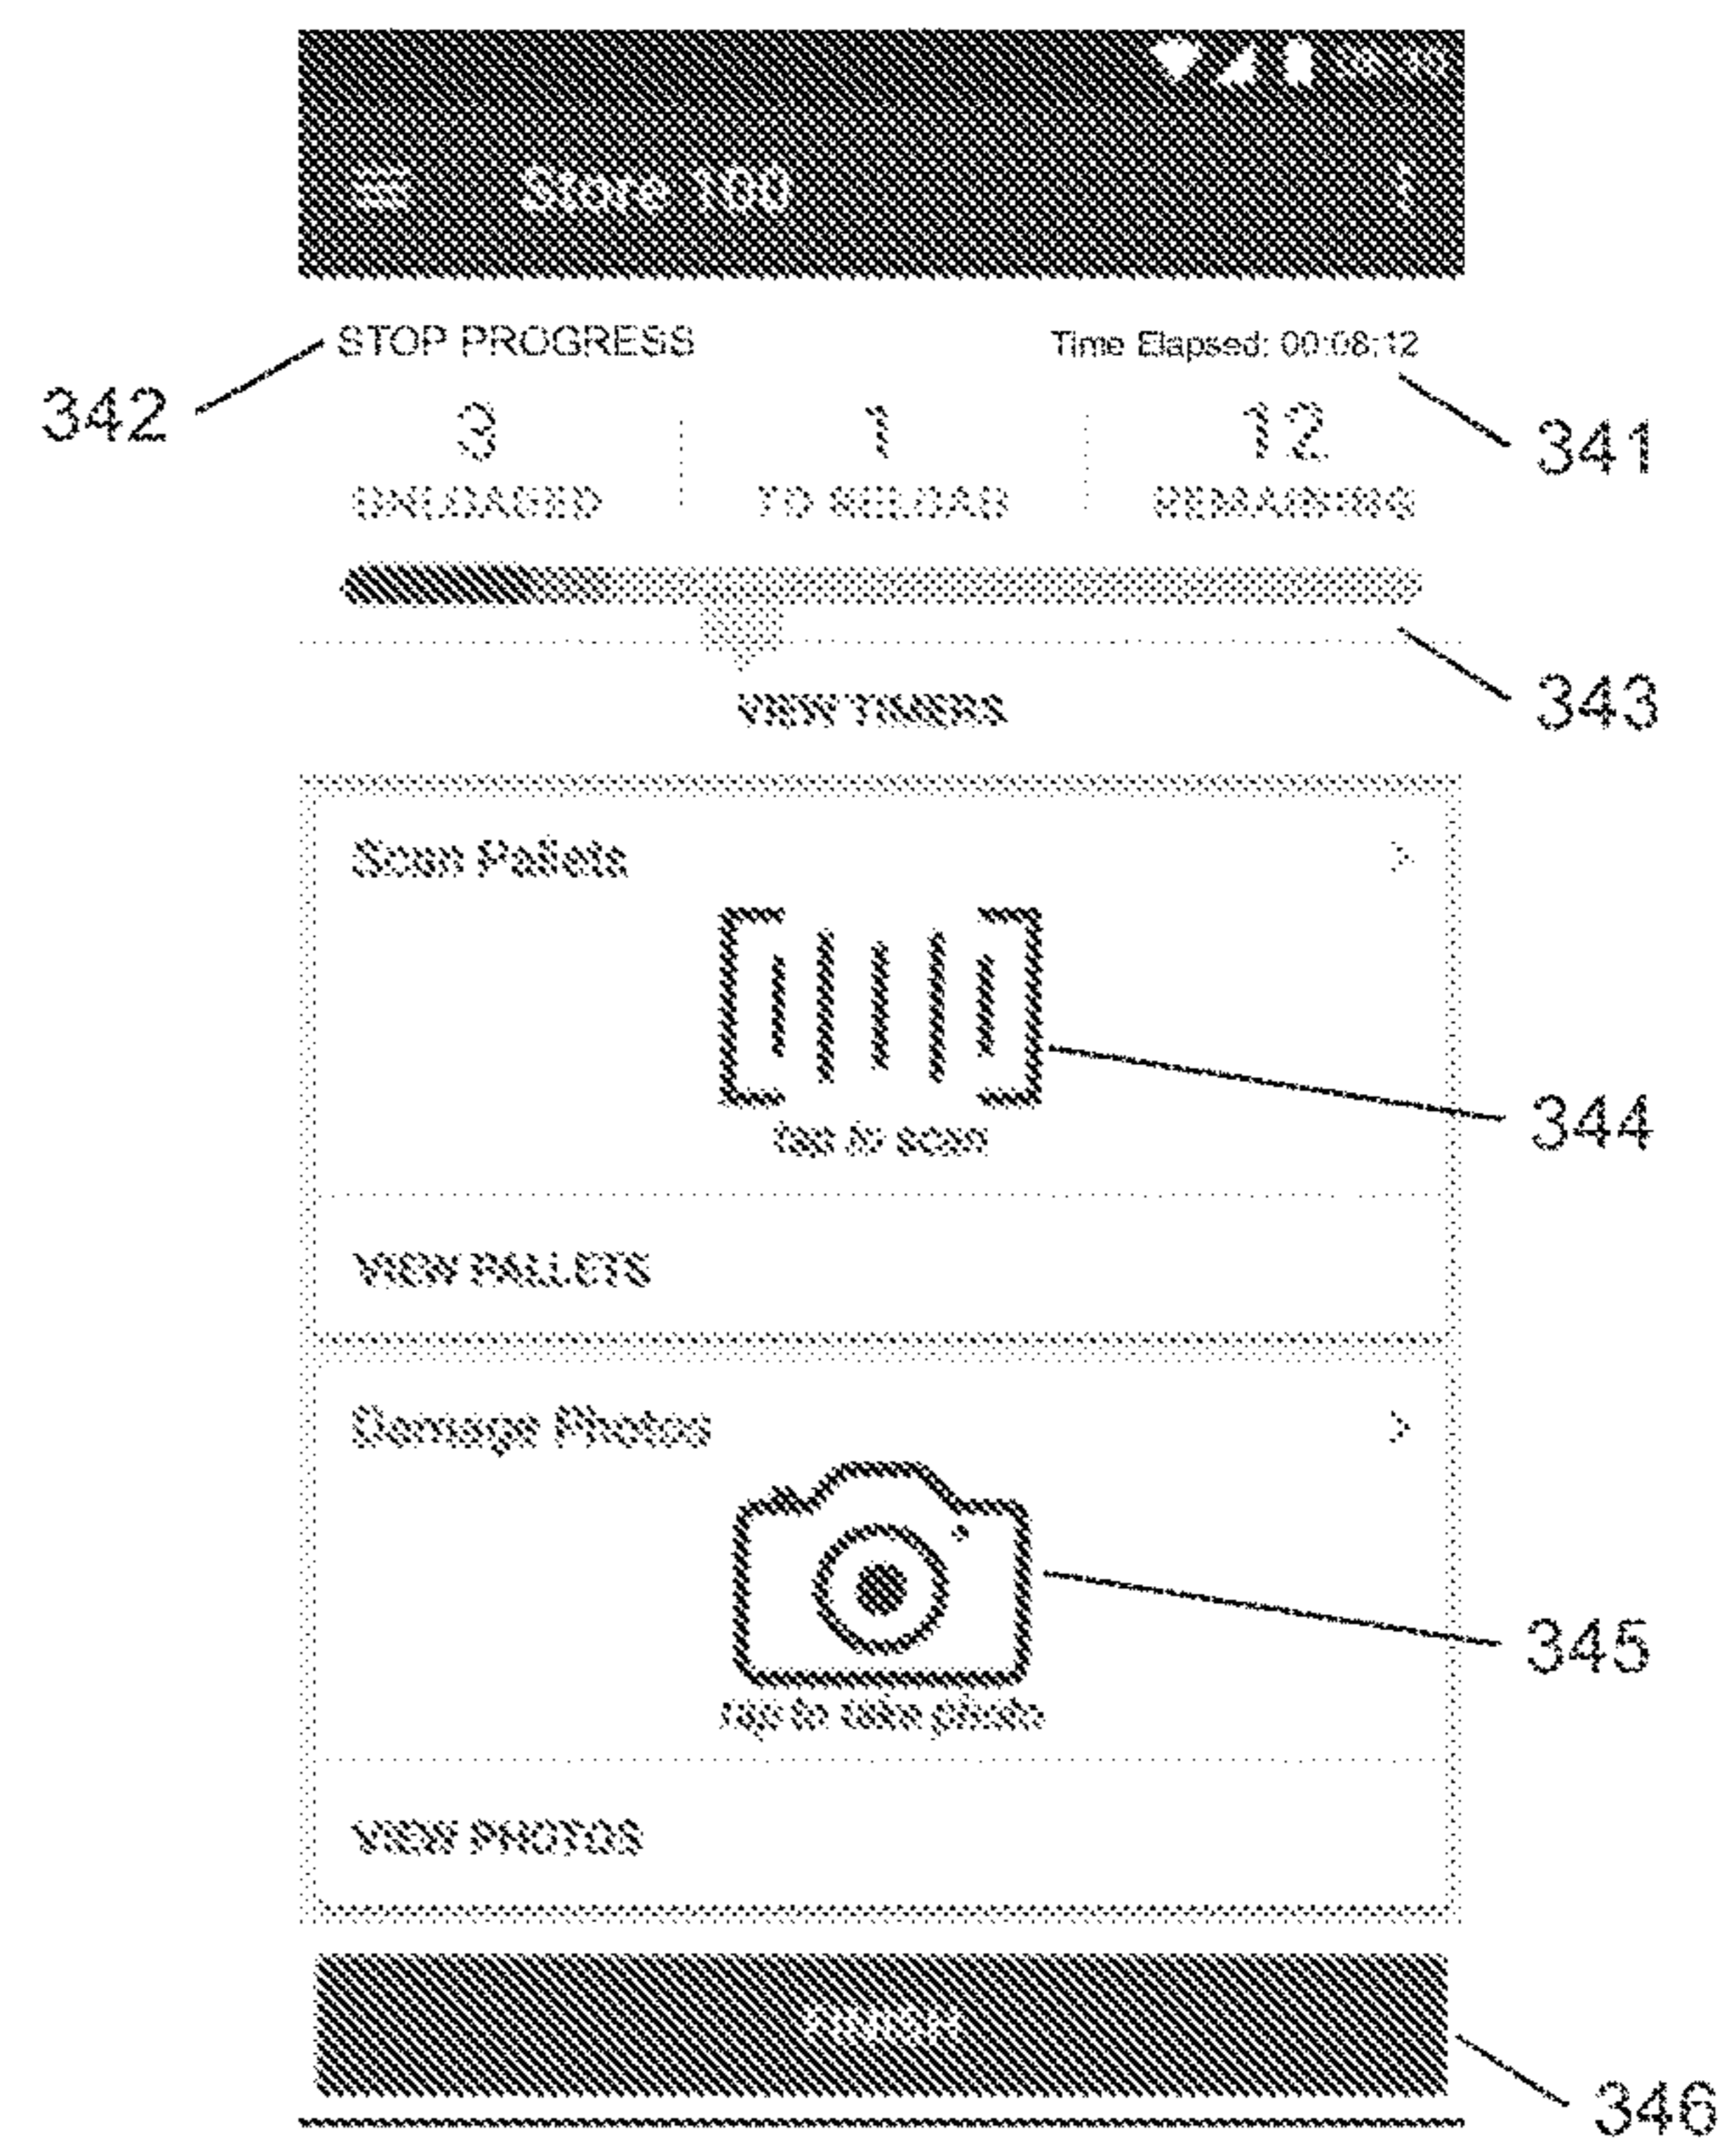 Store 100
STOP PROGRESS Time Elapsed: 00:08:12
342
3 1 12
341
UNLOADED TO RELOAD REMAINING
343
VIEW TIMERS
Scan Pallets >
344
tap to scan
VIEW PALLETS
Damage Photos >
345
tap to take photo
VIEW PHOTOS
FINISH
346